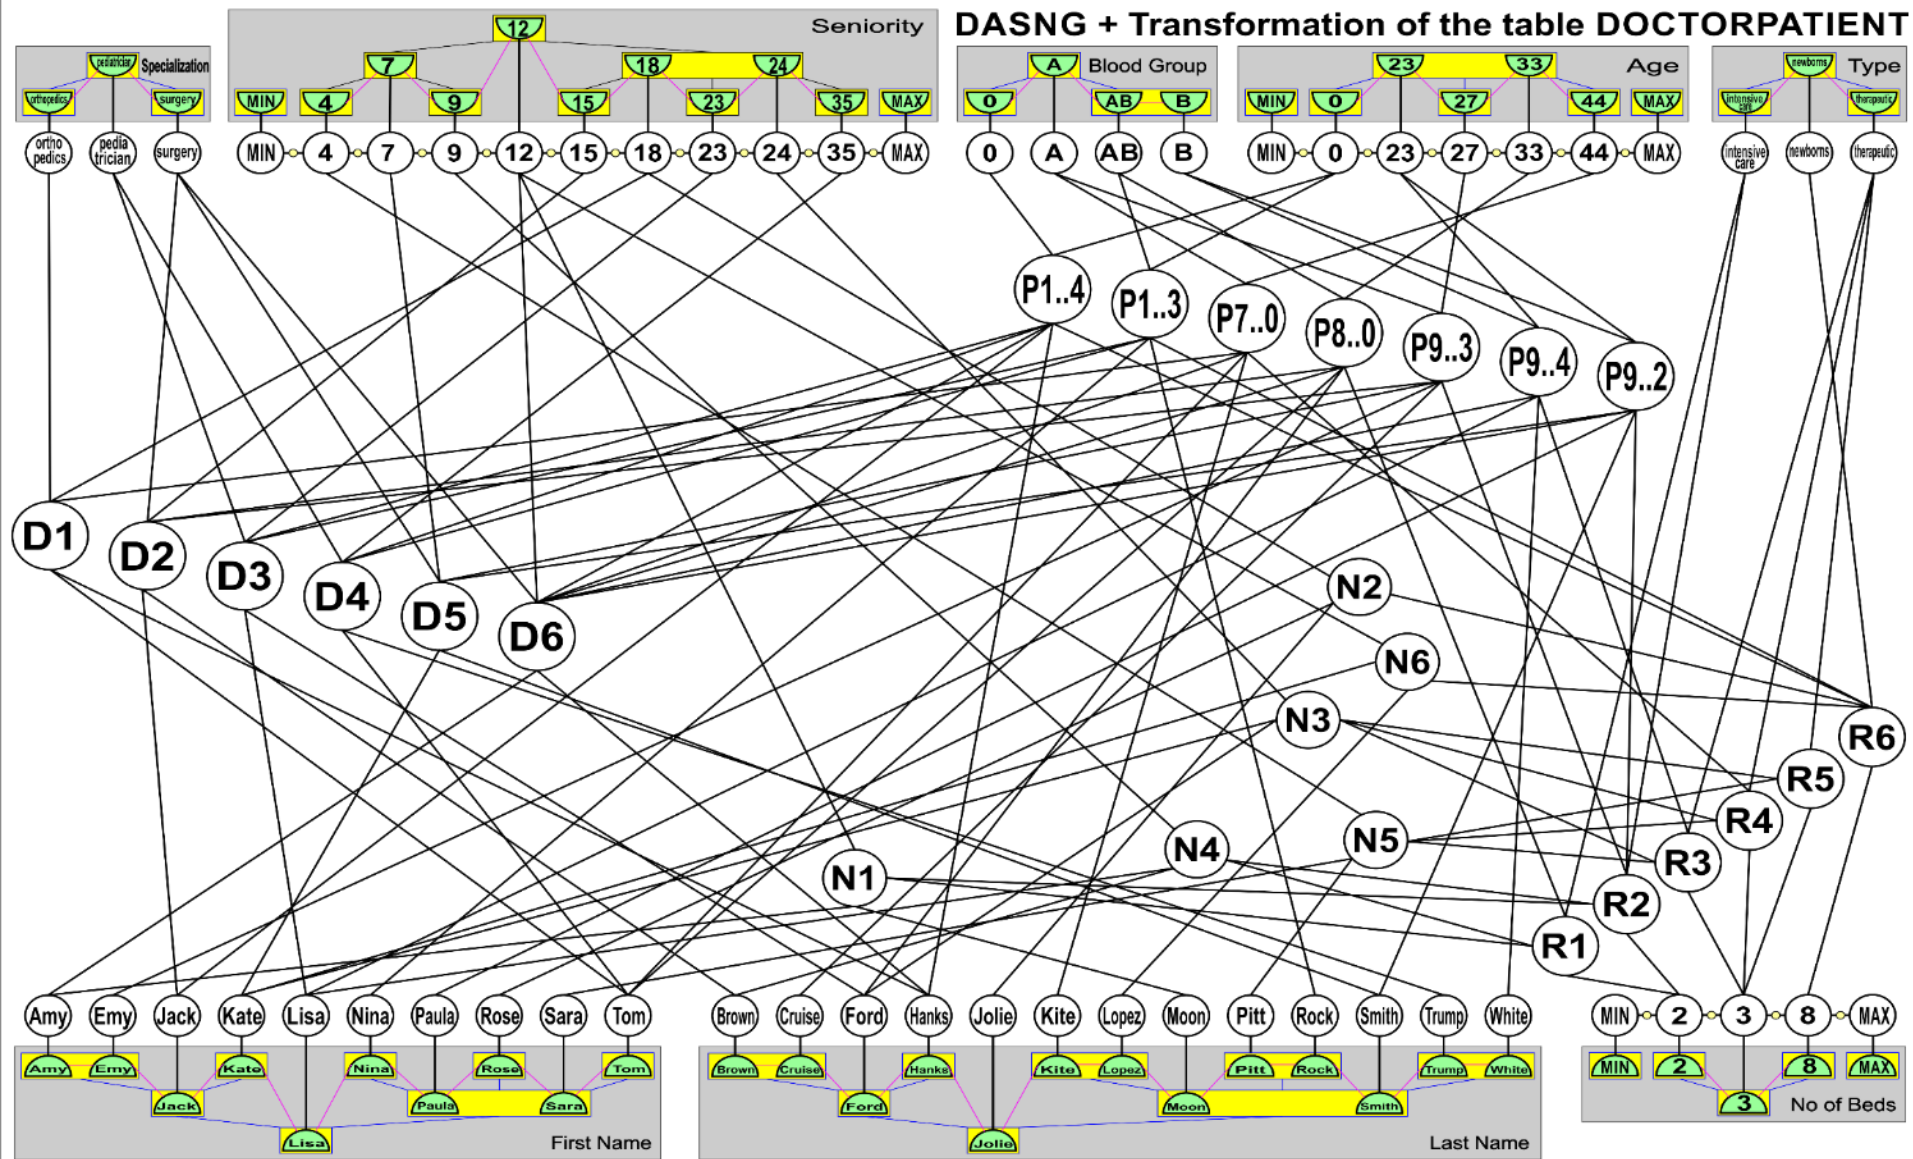 DASNG + Transformation of the table DOCTORPATIENT
Specialization
pediatrician
orthopedics
surgery
Seniority
12
7
18
24
MIN
4
9
15
23
35
MAX
Blood Group
A
0
AB
B
Age
23
33
MIN
0
27
44
MAX
Type
newborns
intensive care
therapeutic
ortho pedics
pedia trician
surgery
MIN
4
7
9
12
15
18
23
24
35
MAX
0
A
AB
B
MIN
0
23
27
33
44
MAX
intensive care
newborns
therapeutic
P1..4
P1..3
P7..0
P8..0
P9..3
P9..4
P9..2
D1
D2
D3
D4
D5
D6
N2
N6
N3
N5
N4
N1
R6
R5
R4
R3
R2
R1
Amy
Emy
Jack
Kate
Lisa
Nina
Paula
Rose
Sara
Tom
Brown
Cruise
Ford
Hanks
Jolie
Kite
Lopez
Moon
Pitt
Rock
Smith
Trump
White
MIN
2
3
8
MAX
Amy
Emy
Kate
Nina
Rose
Tom
Jack
Paula
Sara
Lisa
First Name
Brown
Cruise
Hanks
Kite
Lopez
Pitt
Rock
Trump
White
Ford
Moon
Smith
Jolie
Last Name
MIN
2
8
MAX
3
No of Beds